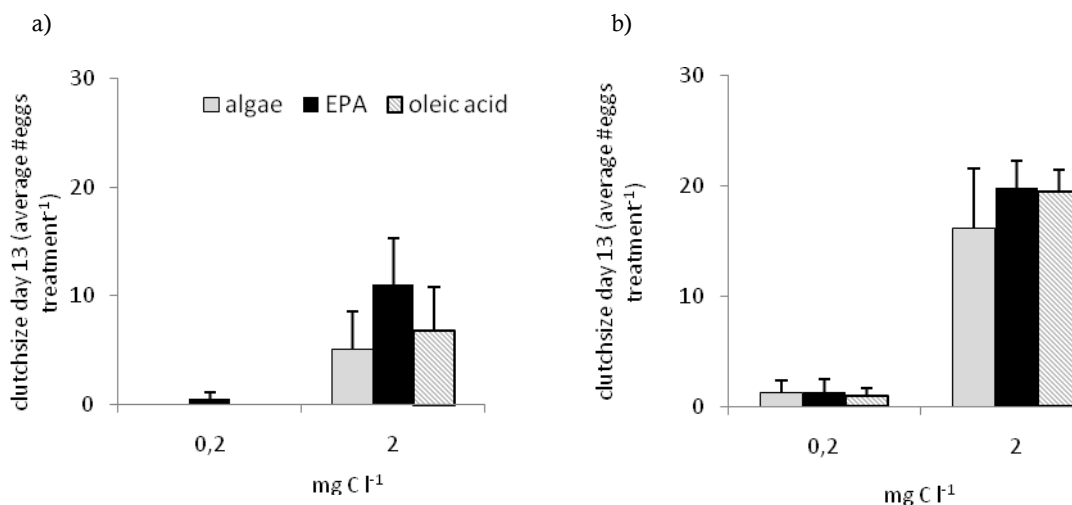 a)
clutchsize day 13 (average #eggs
treatment⁻¹)
30
20
10
0
algae EPA oleic acid
0,2 2
mg C l⁻¹
b)
clutchsize day 13 (average #eggs
treatment⁻¹)
30
20
10
0
0,2 2
mg C l⁻¹